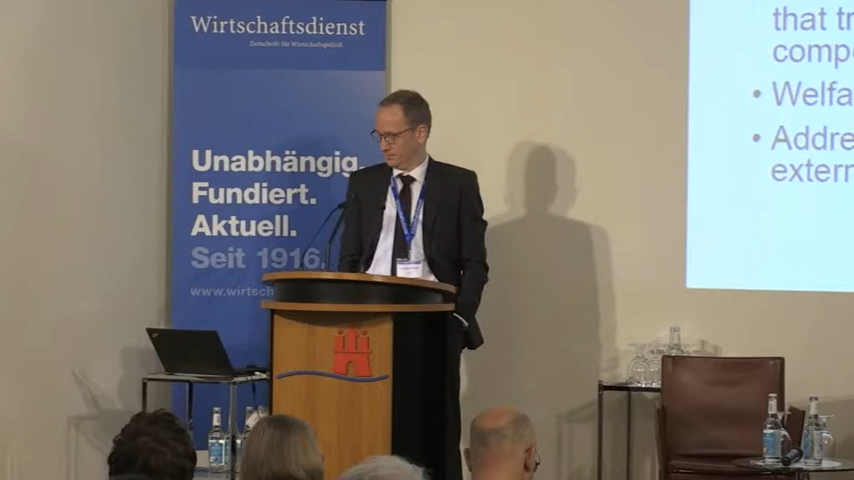 Wirtschaftsdienst
Zeitschrift für Wirtschaftspolitik
Unabhängig.
Fundiert.
Aktuell.
Seit 1916.
www.wirtsch
that tr
compe
• Welfa
• Addre
extern